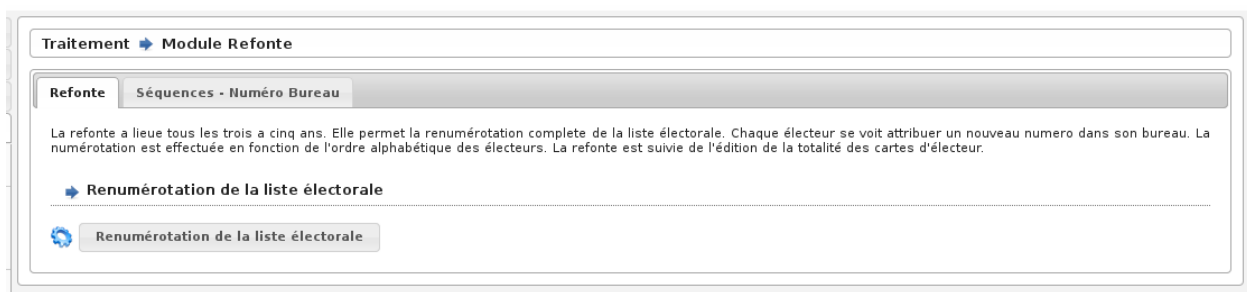 Traitement Module Refonte
Refonte Séquences - Numéro Bureau
La refonte a lieue tous les trois a cinq ans. Elle permet la renumérotation complete de la liste électorale. Chaque électeur se voit attribuer un nouveau numero dans son bureau. La
numérotation est effectuée en fonction de l'ordre alphabétique des électeurs. La refonte est suivie de l'édition de la totalité des cartes d'électeur.
Renumérotation de la liste électorale
Renumérotation de la liste électorale